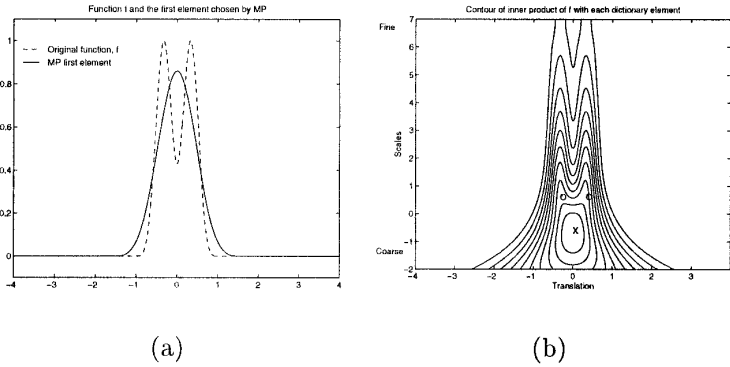 Function f and the first element chosen by MP
Original function, f
MP first element
1
0.8
0.6
0.4
0.2
0
−4 −3 −2 −1 0 1 2 3 4
(a)
Contour of inner product of f with each dictionary element
Fine
Scales
Coarse
7
6
5
4
3
2
1
0
−1
−2
x
−4 −3 −2 −1 0 1 2 3
Translation
(b)